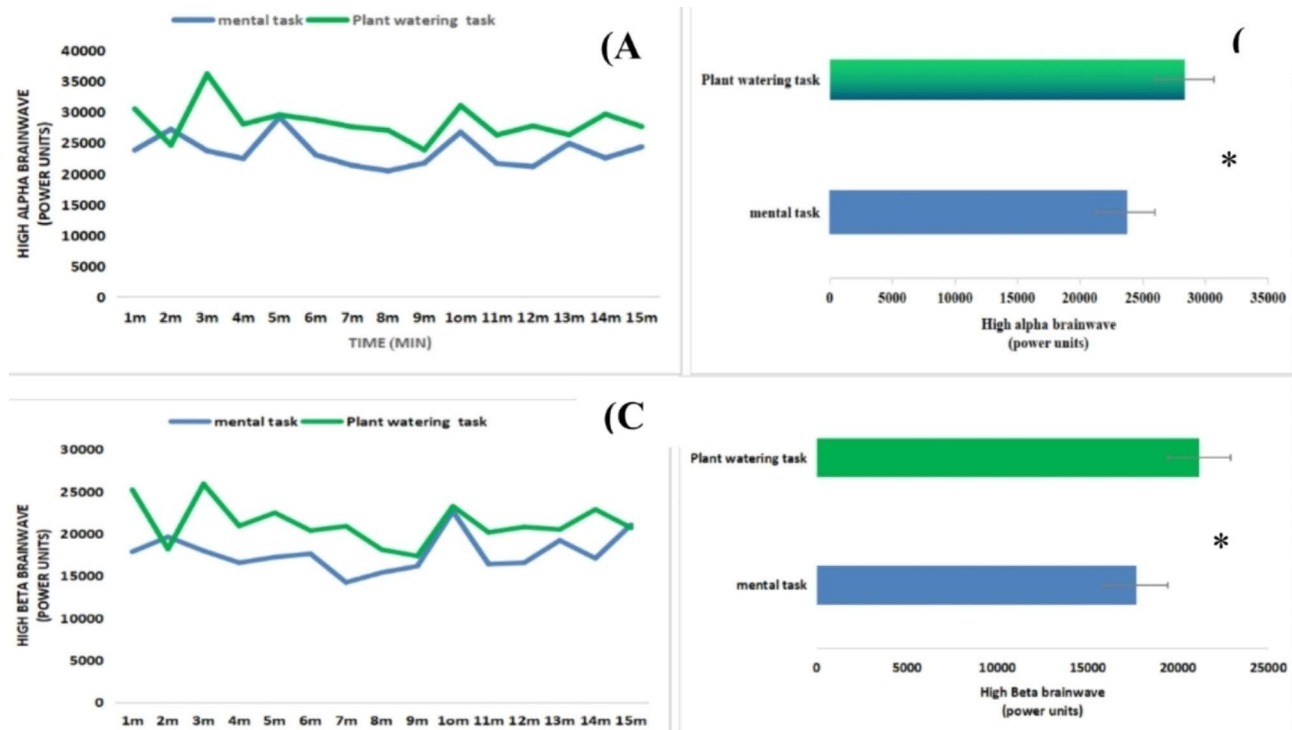 mental task Plant watering task
(A
40000
35000
30000
25000
20000
15000
10000
5000
0
HIGH ALPHA BRAINWAVE
(POWER UNITS)
1m 2m 3m 4m 5m 6m 7m 8m 9m 1om 11m 12m 13m 14m 15m
TIME (MIN)
(
Plant watering task
*
mental task
0 5000 10000 15000 20000 25000 30000 35000
High alpha brainwave
(power units)
mental task Plant watering task
(C
30000
25000
20000
15000
10000
5000
0
HIGH BETA BRAINWAVE
(POWER UNITS)
1m 2m 3m 4m 5m 6m 7m 8m 9m 1om 11m 12m 13m 14m 15m
Plant watering task
*
mental task
0 5000 10000 15000 20000 25000
High Beta brainwave
(power units)